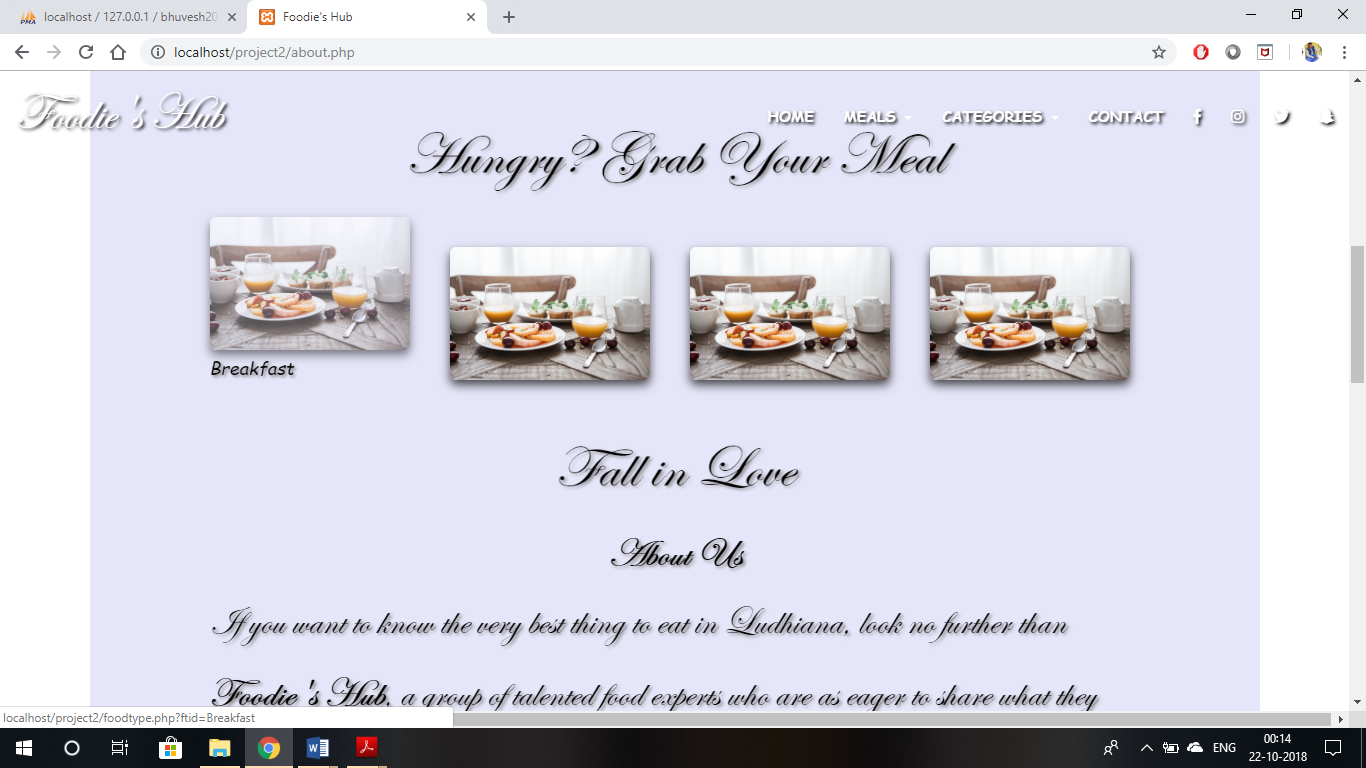 localhost / 127.0.0.1 / bhuvesh20
Foodie's Hub
localhost/project2/about.php
Foodie 's Hub
HOME MEALS CATEGORIES CONTACT
Hungry? Grab Your Meal
Breakfast
Fall in Love
About Us
If you want to know the very best thing to eat in Ludhiana, look no further than
Foodie 's Hub, a group of talented food experts who are as eager to share what they
localhost/project2/foodtype.php?ftid=Breakfast
ENG
00:14
22-10-2018